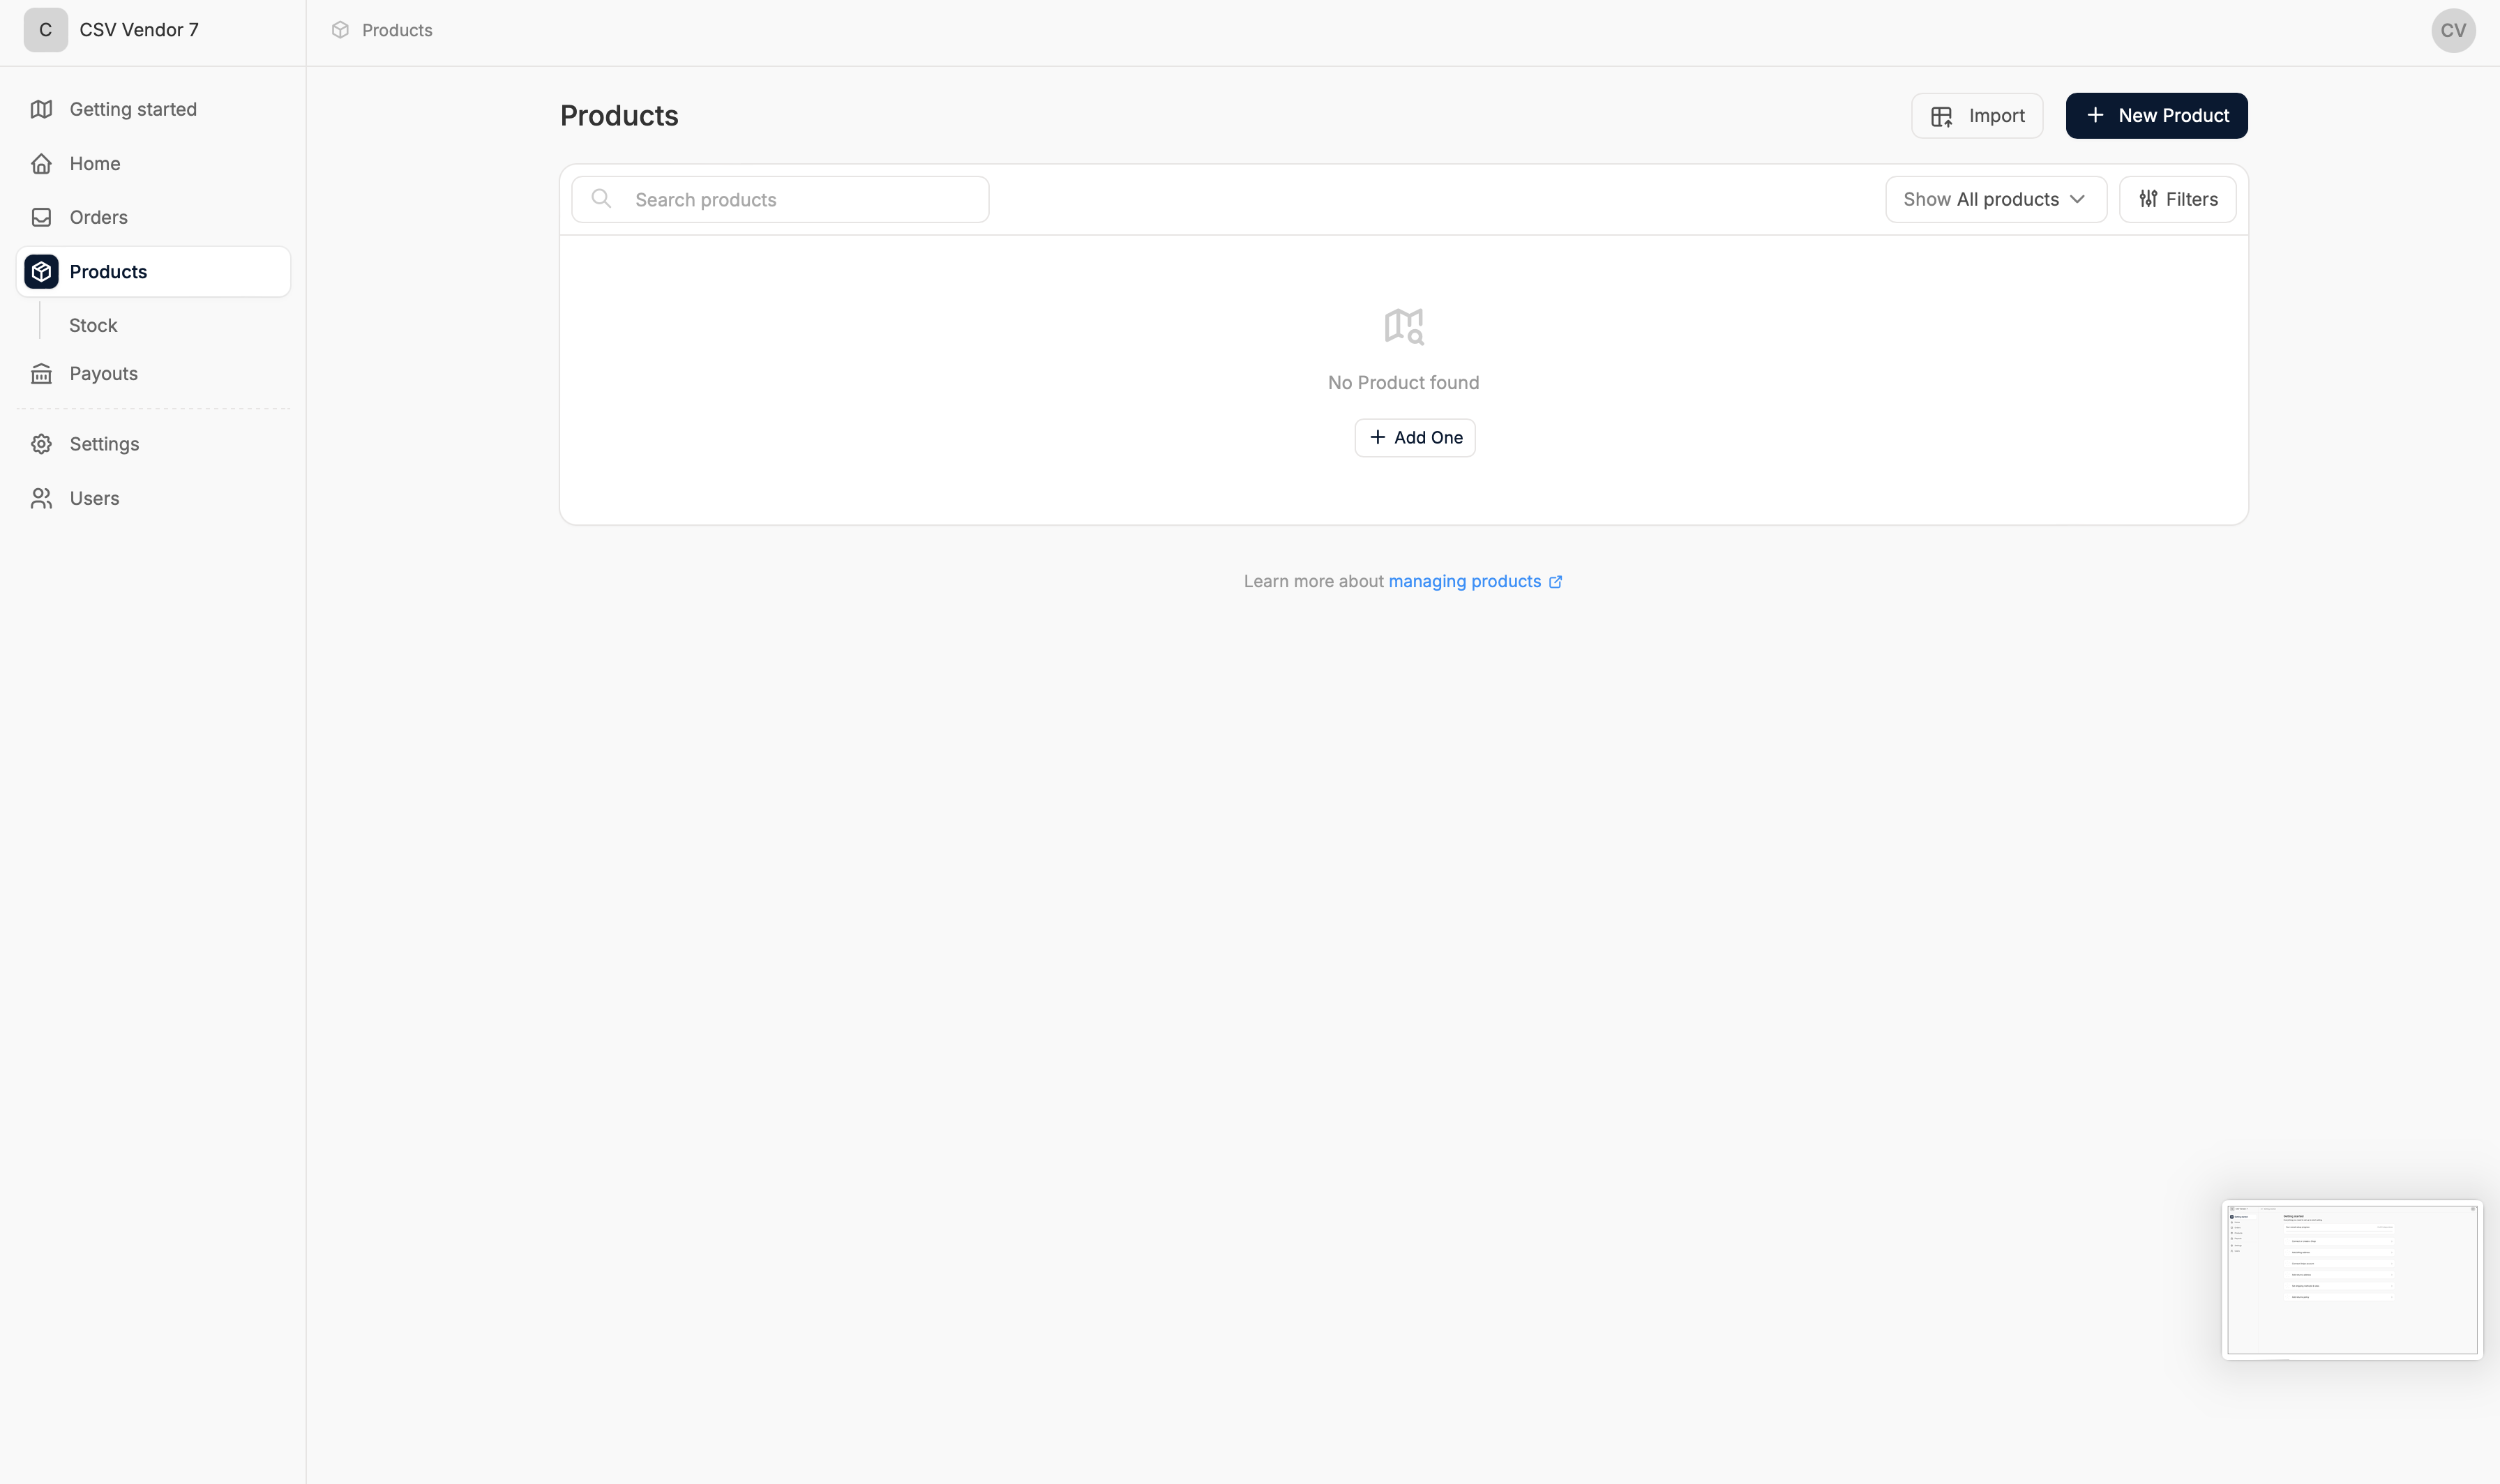 C CSV Vendor 7
Products
CV
Getting started
Home
Orders
Products
Stock
Payouts
Settings
Users
Products
Import
New Product
Search products
Show All products
Filters
No Product found
Add One
Learn more about managing products